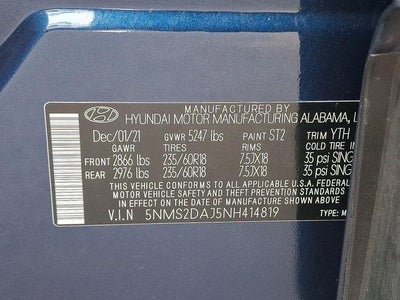 MANUFACTURED BY
HYUNDAI MOTOR MANUFACTURING ALABAMA, L
Dec/01/21 GVWR 5247 lbs PAINT ST2 TRIM YTH
GAWR TIRES RIMS COLD TIRE
FRONT 2866 lbs 235/60R18 7.5JX18 35 psi SING
REAR 2976 lbs 235/60R18 7.5JX18 35 psi SING
THIS VEHICLE CONFORMS TO ALL APPLICABLE FEDERAL
MOTOR VEHICLE SAFETY AND THEFT PREVENTION STANDARDS IN
EFFECT ON THE DATE OF MANUFACTURE SHOWN ABOVE.
V.I.N 5NMS2DAJ5NH414819 TYPE: M